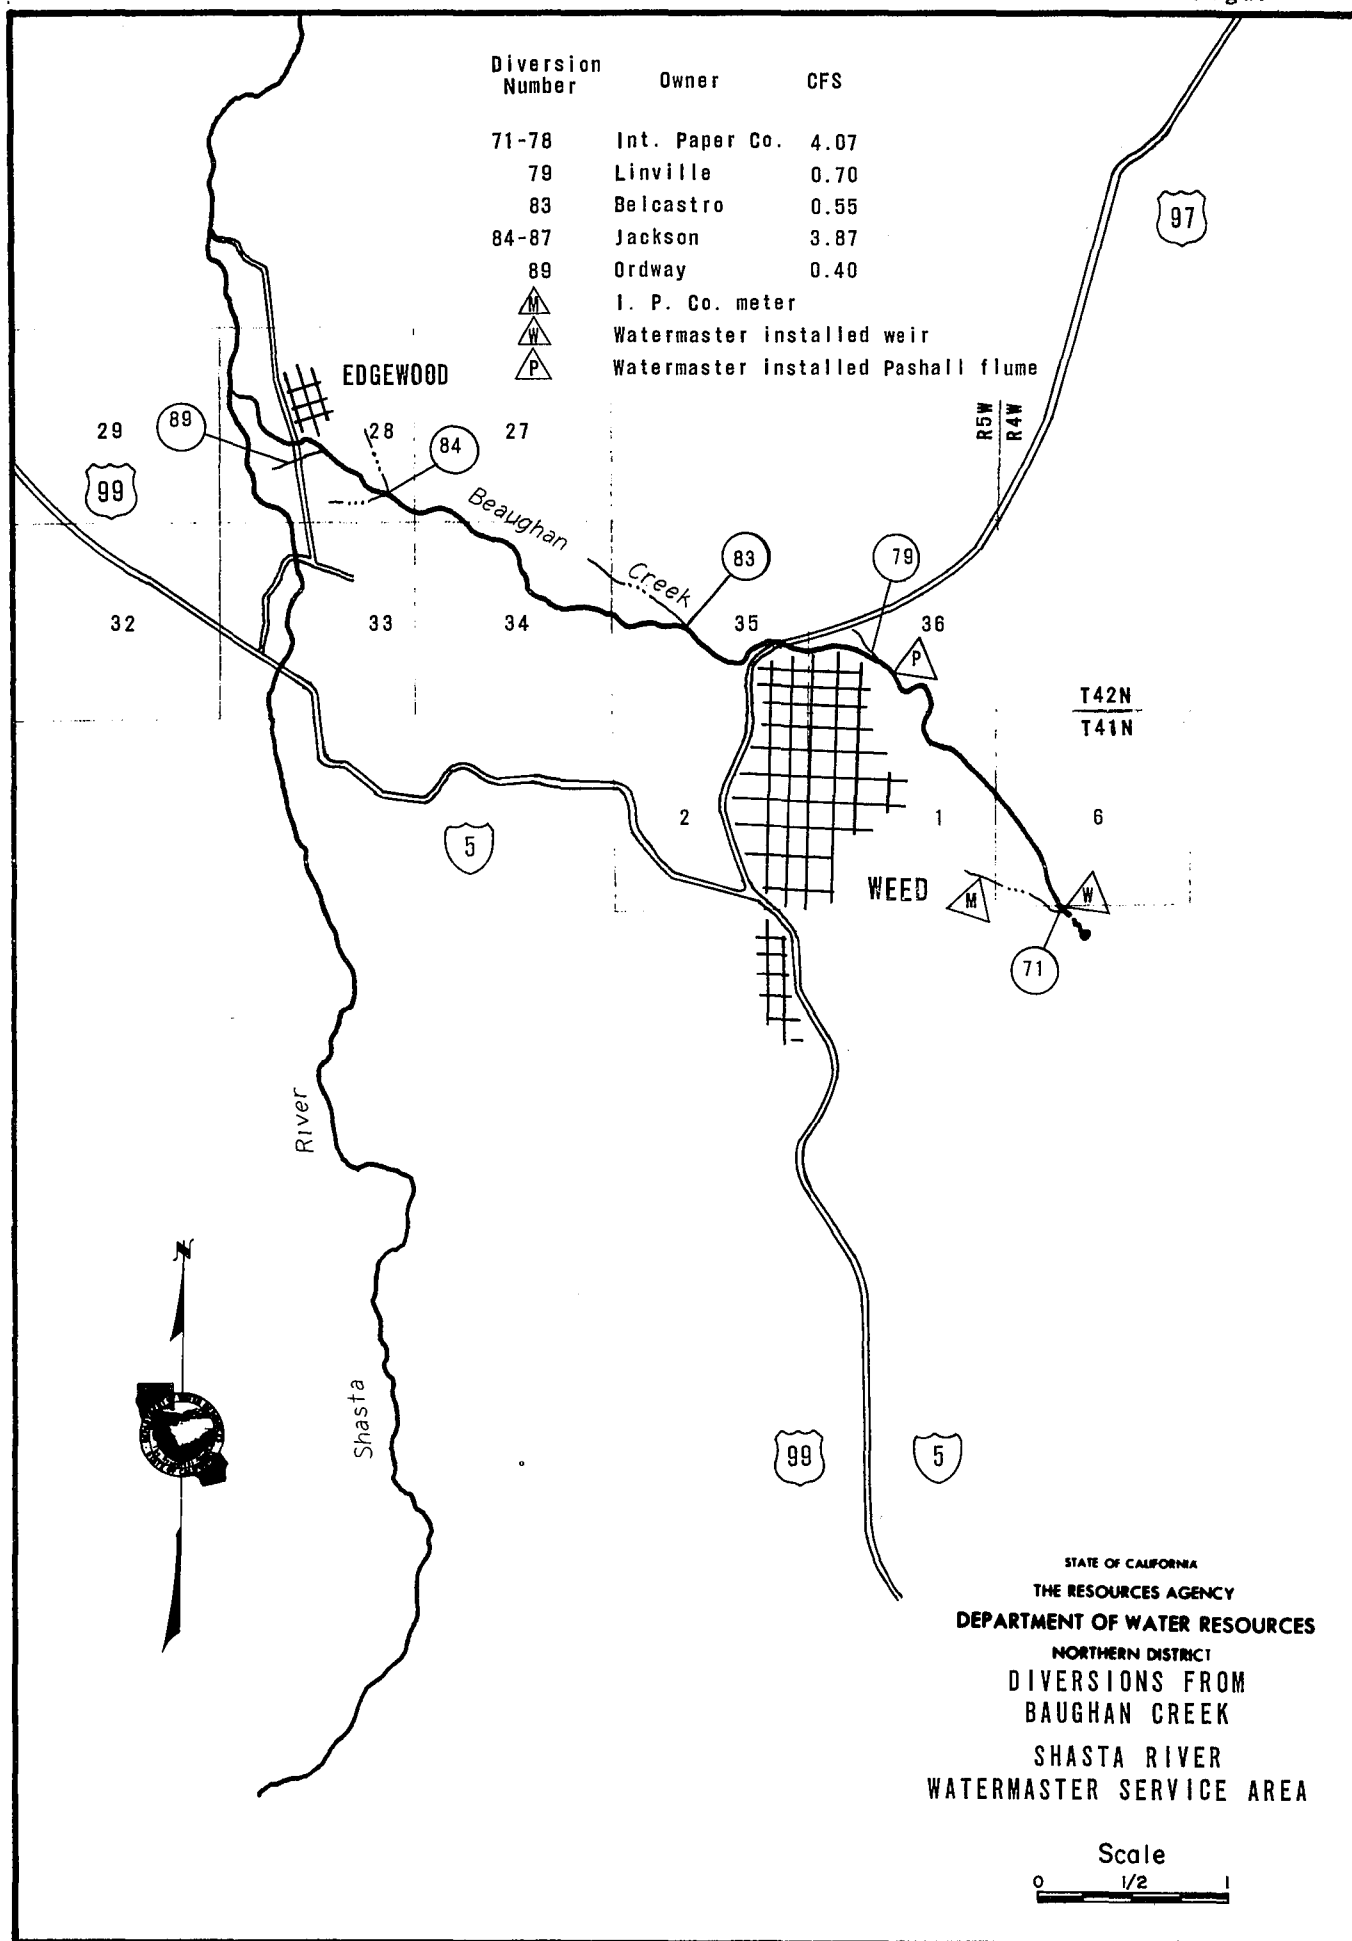 Diversion Number Owner CFS
71-78 Int. Paper Co. 4.07
79 Linville 0.70
83 Belcastro 0.55
84-87 Jackson 3.87
89 Ordway 0.40
M I. P. Co. meter
W Watermaster installed weir
P Watermaster installed Pashall flume
97
EDGEWOOD
R5W R4W
89
29
28
84
27
99
Beaughan
Creek
83
79
32
33
34
35
36
P
T42N
T41N
5
2
1
6
WEED
M
W
71
River
N
Shasta
99
5
STATE OF CALIFORNIA
THE RESOURCES AGENCY
DEPARTMENT OF WATER RESOURCES
NORTHERN DISTRICT
DIVERSIONS FROM
BAUGHAN CREEK
SHASTA RIVER
WATERMASTER SERVICE AREA
Scale
0 1/2 1